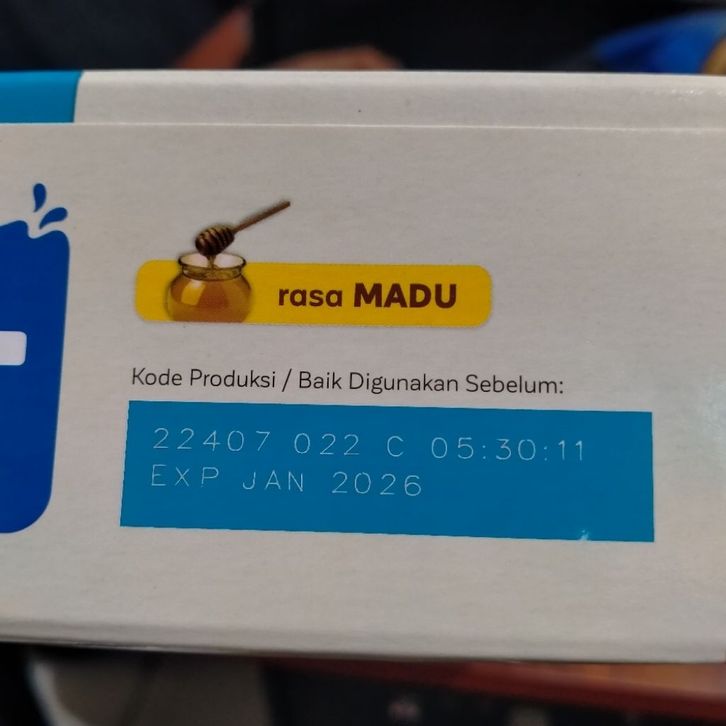 rasa MADU
Kode Produksi / Baik Digunakan Sebelum:
22407 022 C 05:30:11
EXP JAN 2026